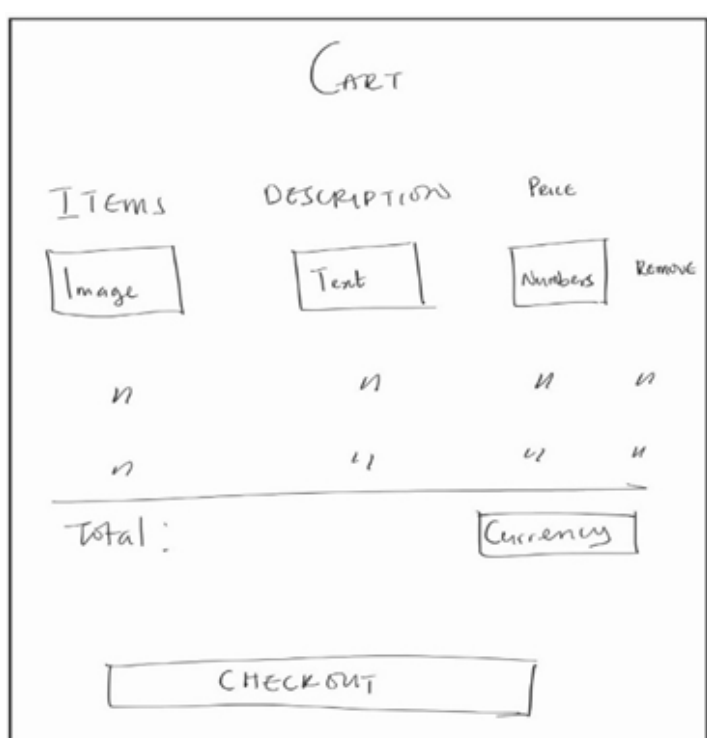 CART
ITEMS DESCRIPTION PRICE
Image Text Numbers REMOVE
" " " "
" " " "
Total: Currency
CHECKOUT